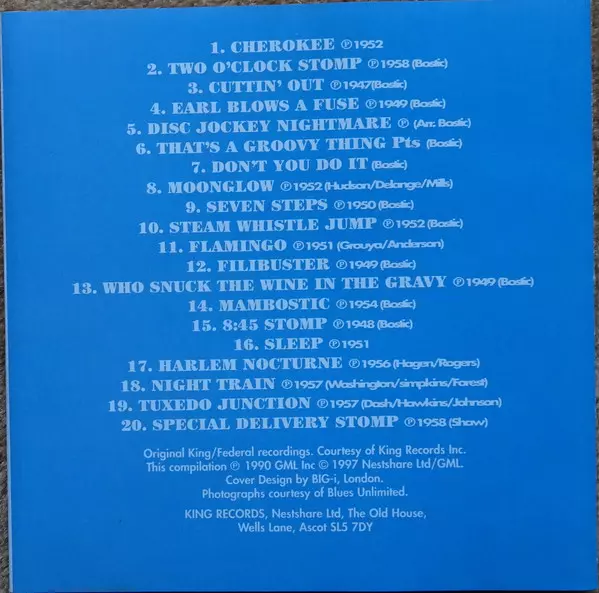 1. CHEROKEE ℗1952
2. TWO O'CLOCK STOMP ℗1958 (Bostic)
3. CUTTIN' OUT ℗1947(Bostic)
4. EARL BLOWS A FUSE ℗1949 (Bostic)
5. DISC JOCKEY NIGHTMARE ℗ (Arr. Bostic)
6. THAT'S A GROOVY THING Pts (Bostic)
7. DON'T YOU DO IT (Bostic)
8. MOONGLOW ℗1952 (Hudson/Delange/Mills)
9. SEVEN STEPS ℗1950 (Bostic)
10. STEAM WHISTLE JUMP ℗1952 (Bostic)
11. FLAMINGO ℗1951 (Grouya/Anderson)
12. FILIBUSTER ℗1949 (Bostic)
13. WHO SNUCK THE WINE IN THE GRAVY ℗1949 (Bostic)
14. MAMBOSTIC ℗1954 (Bostic)
15. 8:45 STOMP ℗1948 (Bostic)
16. SLEEP ℗1951
17. HARLEM NOCTURNE ℗1956 (Hagen/Rogers)
18. NIGHT TRAIN ℗1957 (Washington/simpkins/Forest)
19. TUXEDO JUNCTION ℗1957 (Dash/Hawkins/Johnson)
20. SPECIAL DELIVERY STOMP ℗1958 (Shaw)
Original King/Federal recordings. Courtesy of King Records Inc.
This compilation ℗ 1990 GML Inc © 1997 Nestshare Ltd/GML.
Cover Design by BIG-i, London.
Photographs courtesy of Blues Unlimited.
KING RECORDS, Nestshare Ltd, The Old House,
Wells Lane, Ascot SL5 7DY